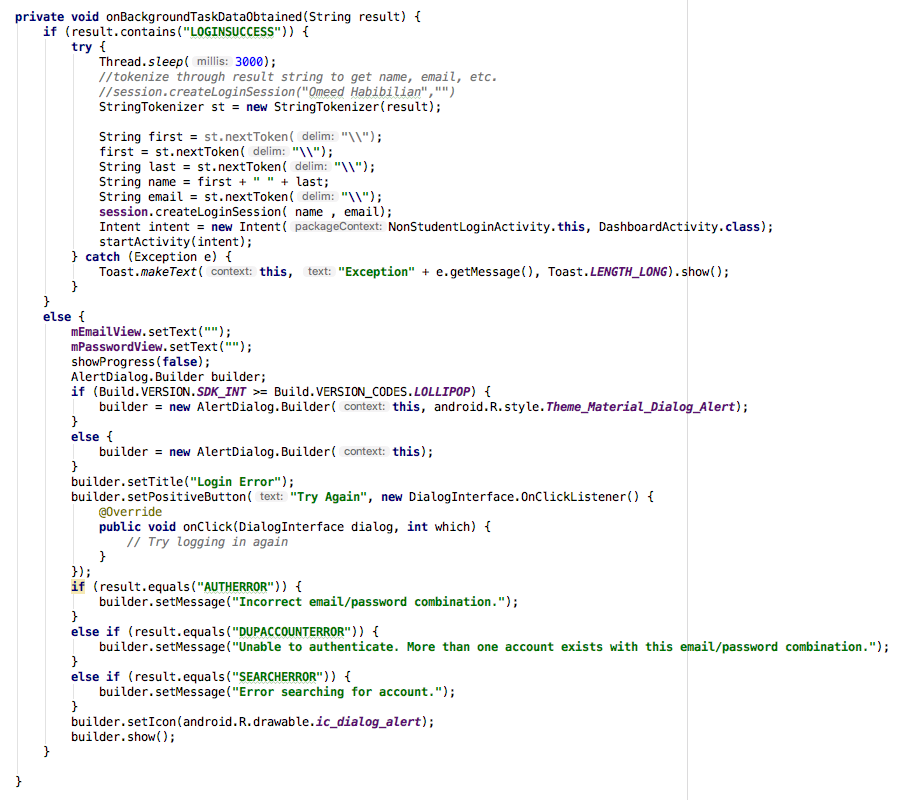 private void onBackgroundTaskDataObtained(String result) {
if (result.contains("LOGINSUCCESS")) {
try {
Thread.sleep( millis: 3000);
//tokenize through result string to get name, email, etc.
//session.createLoginSession("Omeed Habibilian","")
StringTokenizer st = new StringTokenizer(result);
String first = st.nextToken( delim: "\\");
first = st.nextToken( delim: "\\");
String last = st.nextToken( delim: "\\");
String name = first + " " + last;
String email = st.nextToken( delim: "\\");
session.createLoginSession( name , email);
Intent intent = new Intent( packageContext: NonStudentLoginActivity.this, DashboardActivity.class);
startActivity(intent);
} catch (Exception e) {
Toast.makeText( context: this, text: "Exception" + e.getMessage(), Toast.LENGTH_LONG).show();
}
}
else {
mEmailView.setText("");
mPasswordView.setText("");
showProgress(false);
AlertDialog.Builder builder;
if (Build.VERSION.SDK_INT >= Build.VERSION_CODES.LOLLIPOP) {
builder = new AlertDialog.Builder( context: this, android.R.style.Theme_Material_Dialog_Alert);
}
else {
builder = new AlertDialog.Builder( context: this);
}
builder.setTitle("Login Error");
builder.setPositiveButton( text: "Try Again", new DialogInterface.OnClickListener() {
@Override
public void onClick(DialogInterface dialog, int which) {
// Try logging in again
}
});
if (result.equals("AUTHERROR")) {
builder.setMessage("Incorrect email/password combination.");
}
else if (result.equals("DUPACCOUNTERROR")) {
builder.setMessage("Unable to authenticate. More than one account exists with this email/password combination.");
}
else if (result.equals("SEARCHERROR")) {
builder.setMessage("Error searching for account.");
}
builder.setIcon(android.R.drawable.ic_dialog_alert);
builder.show();
}
}